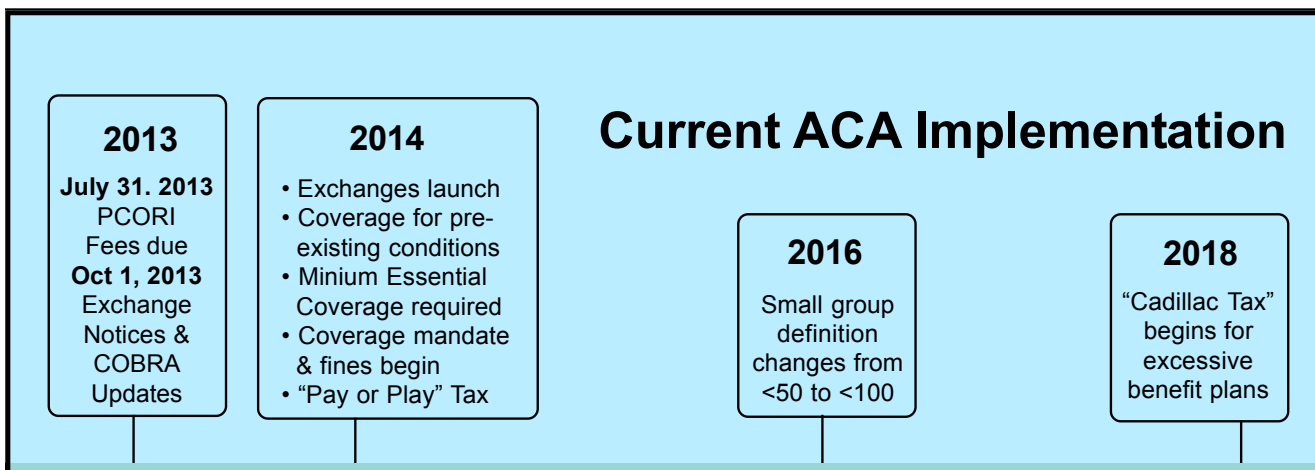 Current ACA Implementation
2013
July 31. 2013
PCORI
Fees due
Oct 1, 2013
Exchange
Notices &
COBRA
Updates
2014
• Exchanges launch
• Coverage for pre-
existing conditions
• Minium Essential
Coverage required
• Coverage mandate
& fines begin
• “Pay or Play” Tax
2016
Small group
definition
changes from
<50 to <100
2018
“Cadillac Tax”
begins for
excessive
benefit plans